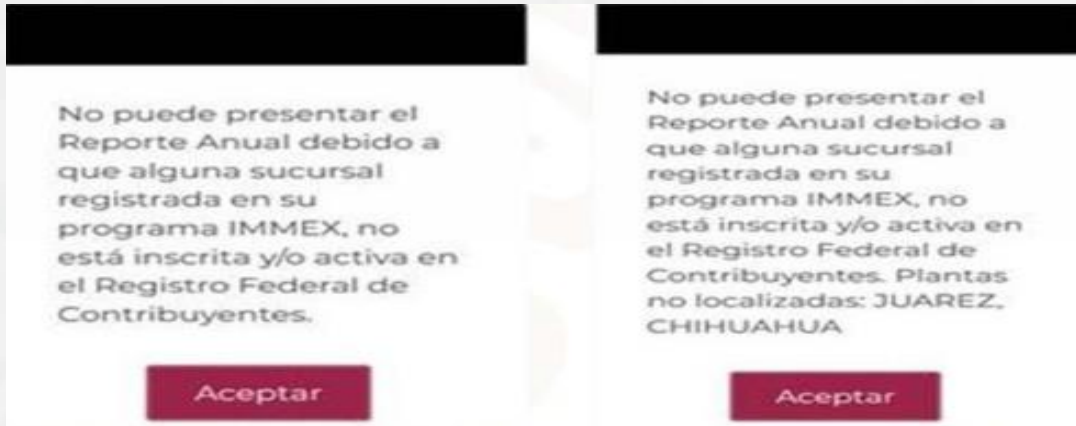 No puede presentar el
Reporte Anual debido a
que alguna sucursal
registrada en su
programa IMMEX, no
está inscrita y/o activa en
el Registro Federal de
Contribuyentes.
Aceptar
No puede presentar el
Reporte Anual debido a
que alguna sucursal
registrada en su
programa IMMEX, no
está inscrita y/o activa en
el Registro Federal de
Contribuyentes. Plantas
no localizadas: JUAREZ,
CHIHUAHUA
Aceptar